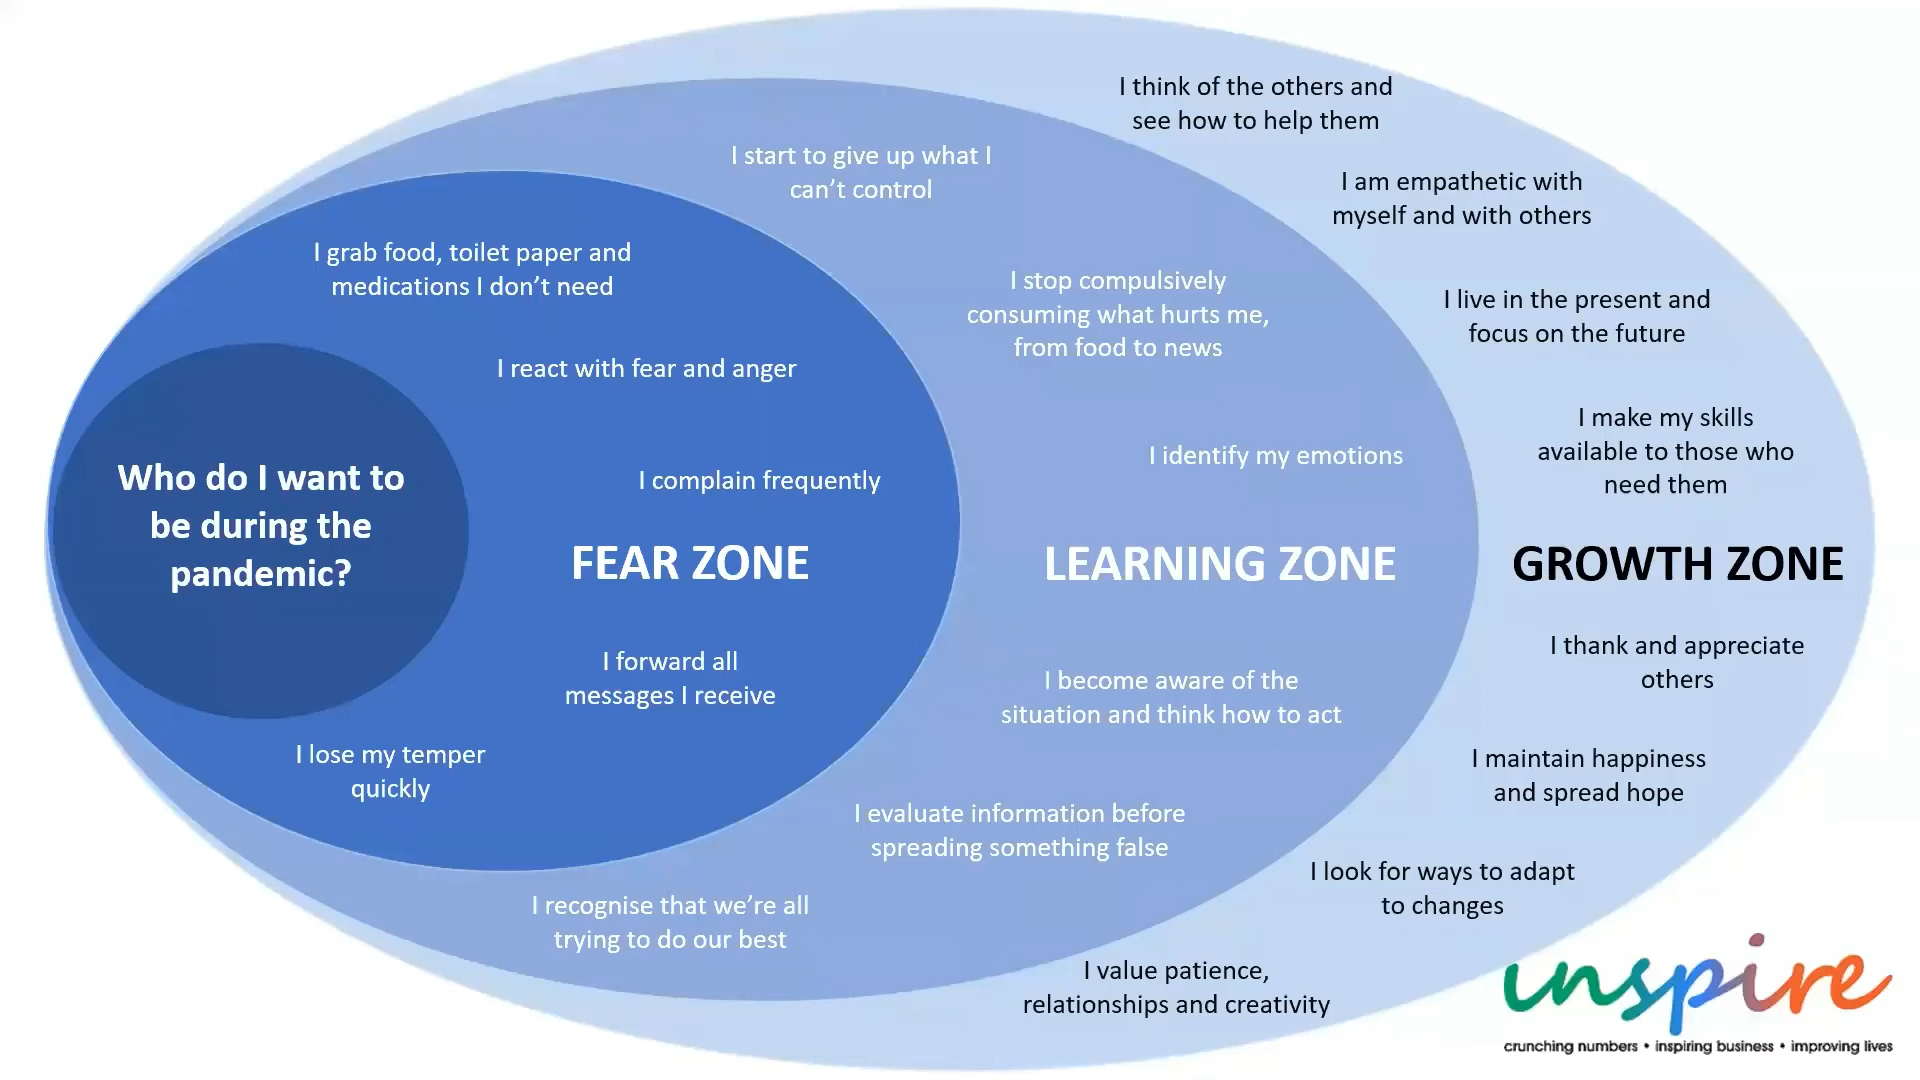 Who do I want to
be during the
pandemic?
I grab food, toilet paper and
medications I don't need
I react with fear and anger
I complain frequently
FEAR ZONE
I forward all
messages I receive
I lose my temper
quickly
I start to give up what I
can't control
I stop compulsively
consuming what hurts me,
from food to news
I identify my emotions
LEARNING ZONE
I become aware of the
situation and think how to act
I evaluate information before
spreading something false
I recognise that we're all
trying to do our best
I think of the others and
see how to help them
I am empathetic with
myself and with others
I live in the present and
focus on the future
I make my skills
available to those who
need them
GROWTH ZONE
I thank and appreciate
others
I maintain happiness
and spread hope
I look for ways to adapt
to changes
I value patience,
relationships and creativity
inspire
crunching numbers • inspiring business • improving lives